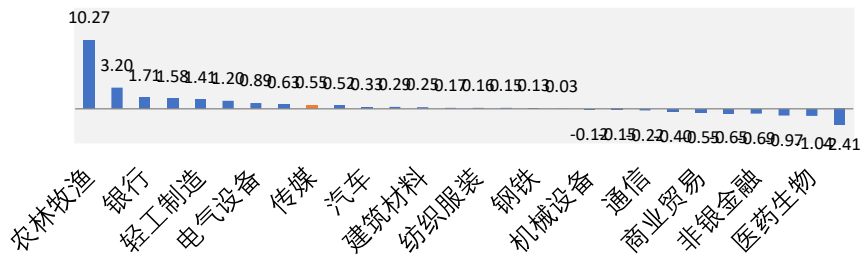 10.27
3.20
1.71
1.58
1.41
1.20
0.89
0.63
0.55
0.52
0.33
0.29
0.25
0.17
0.16
0.15
0.13
0.03
-0.12
-0.15
-0.22
-0.40
-0.55
-0.65
-0.69
-0.97
-1.04
-2.41
农林牧渔
银行
轻工制造
电气设备
传媒
汽车
建筑材料
纺织服装
钢铁
机械设备
通信
商业贸易
非银金融
医药生物